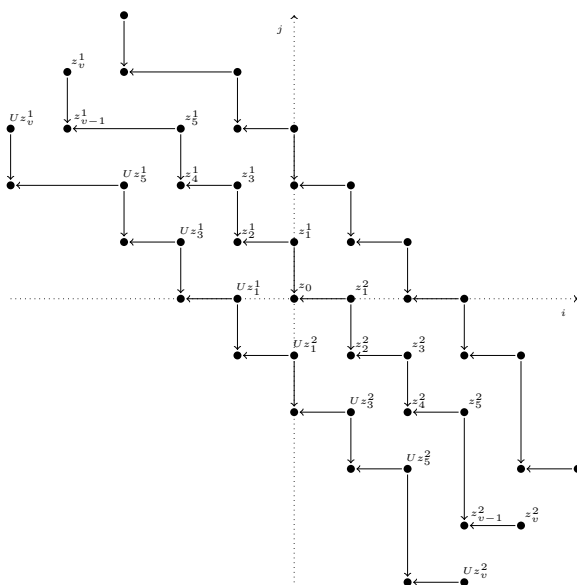 j
z_v^1
Uz_v^1
z_{v-1}^1
z_5^1
Uz_5^1
z_4^1
z_3^1
Uz_3^1
z_2^1
z_1^1
Uz_1^1
z_0
z_1^2
i
Uz_1^2
z_2^2
z_3^2
Uz_3^2
z_4^2
z_5^2
Uz_5^2
z_{v-1}^2
z_v^2
Uz_v^2